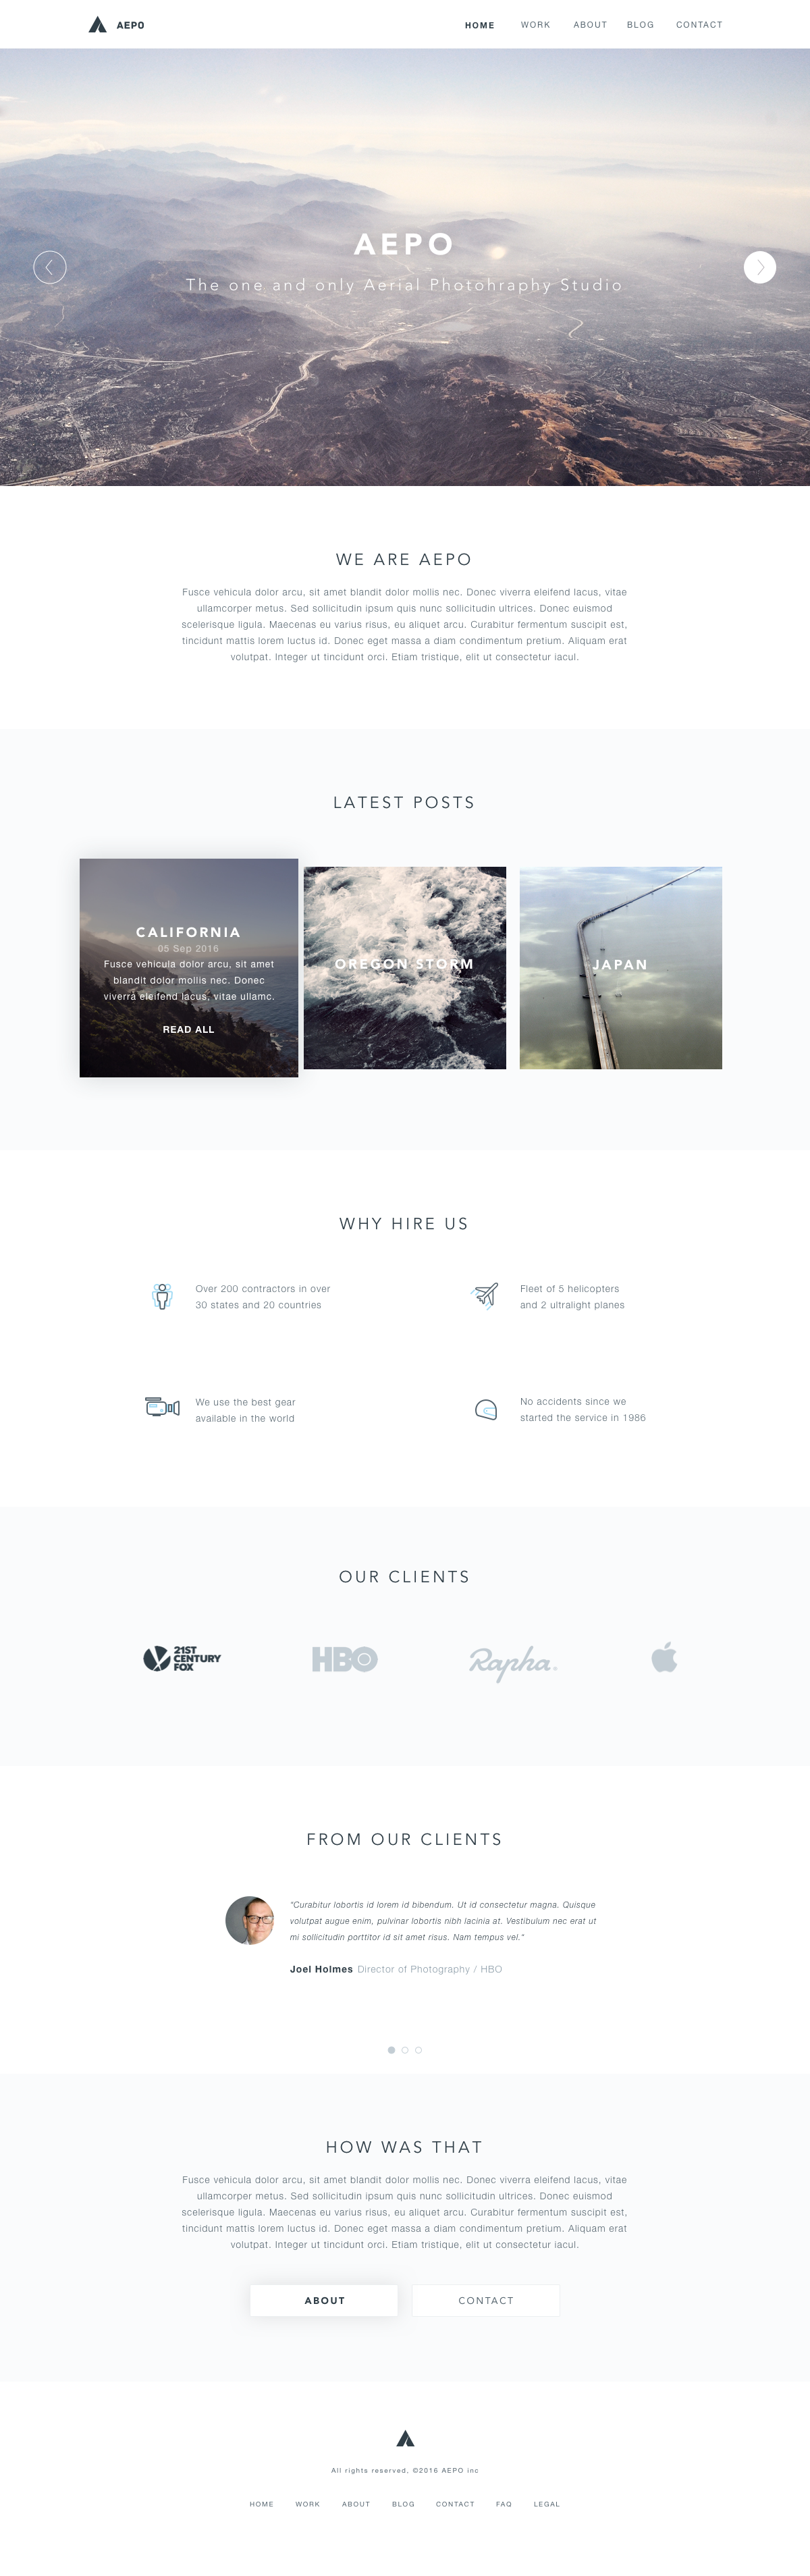 AEPO
HOME WORK ABOUT BLOG CONTACT
AEPO
The one and only Aerial Photohraphy Studio
WE ARE AEPO
Fusce vehicula dolor arcu, sit amet blandit dolor mollis nec. Donec viverra eleifend lacus, vitae
ullamcorper metus. Sed sollicitudin ipsum quis nunc sollicitudin ultrices. Donec euismod
scelerisque ligula. Maecenas eu varius risus, eu aliquet arcu. Curabitur fermentum suscipit est,
tincidunt mattis lorem luctus id. Donec eget massa a diam condimentum pretium. Aliquam erat
volutpat. Integer ut tincidunt orci. Etiam tristique, elit ut consectetur iacul.
LATEST POSTS
CALIFORNIA
05 Sep 2016
Fusce vehicula dolor arcu, sit amet
blandit dolor mollis nec. Donec
viverra eleifend lacus, vitae ullamc.
READ ALL
OREGON STORM
JAPAN
WHY HIRE US
Over 200 contractors in over
30 states and 20 countries
Fleet of 5 helicopters
and 2 ultralight planes
We use the best gear
available in the world
No accidents since we
started the service in 1986
OUR CLIENTS
21ST
CENTURY
FOX
HBO
Rapha.
FROM OUR CLIENTS
"Curabitur lobortis id lorem id bibendum. Ut id consectetur magna. Quisque
volutpat augue enim, pulvinar lobortis nibh lacinia at. Vestibulum nec erat ut
mi sollicitudin porttitor id sit amet risus. Nam tempus vel."
Joel Holmes Director of Photography / HBO
HOW WAS THAT
Fusce vehicula dolor arcu, sit amet blandit dolor mollis nec. Donec viverra eleifend lacus, vitae
ullamcorper metus. Sed sollicitudin ipsum quis nunc sollicitudin ultrices. Donec euismod
scelerisque ligula. Maecenas eu varius risus, eu aliquet arcu. Curabitur fermentum suscipit est,
tincidunt mattis lorem luctus id. Donec eget massa a diam condimentum pretium. Aliquam erat
volutpat. Integer ut tincidunt orci. Etiam tristique, elit ut consectetur iacul.
ABOUT
CONTACT
All rights reserved, ©2016 AEPO inc
HOME WORK ABOUT BLOG CONTACT FAQ LEGAL